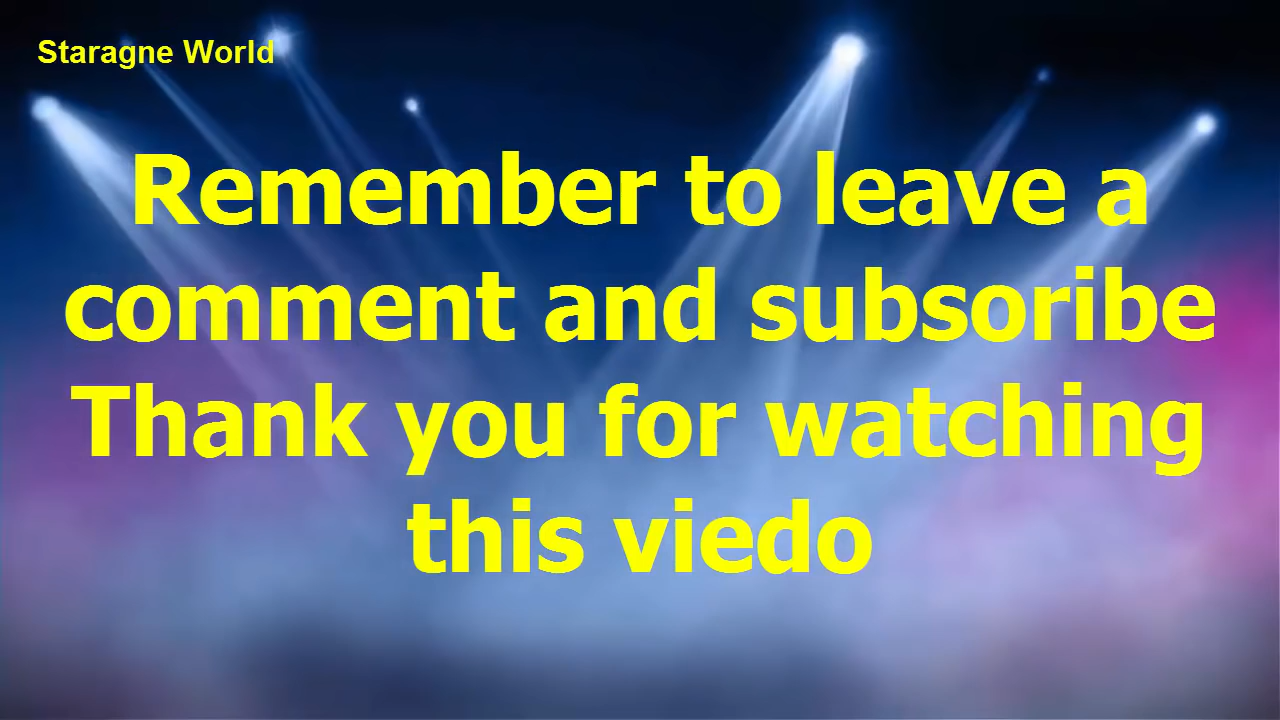 Staragne World
Remember to leave a
comment and subsoribe
Thank you for watching
this viedo